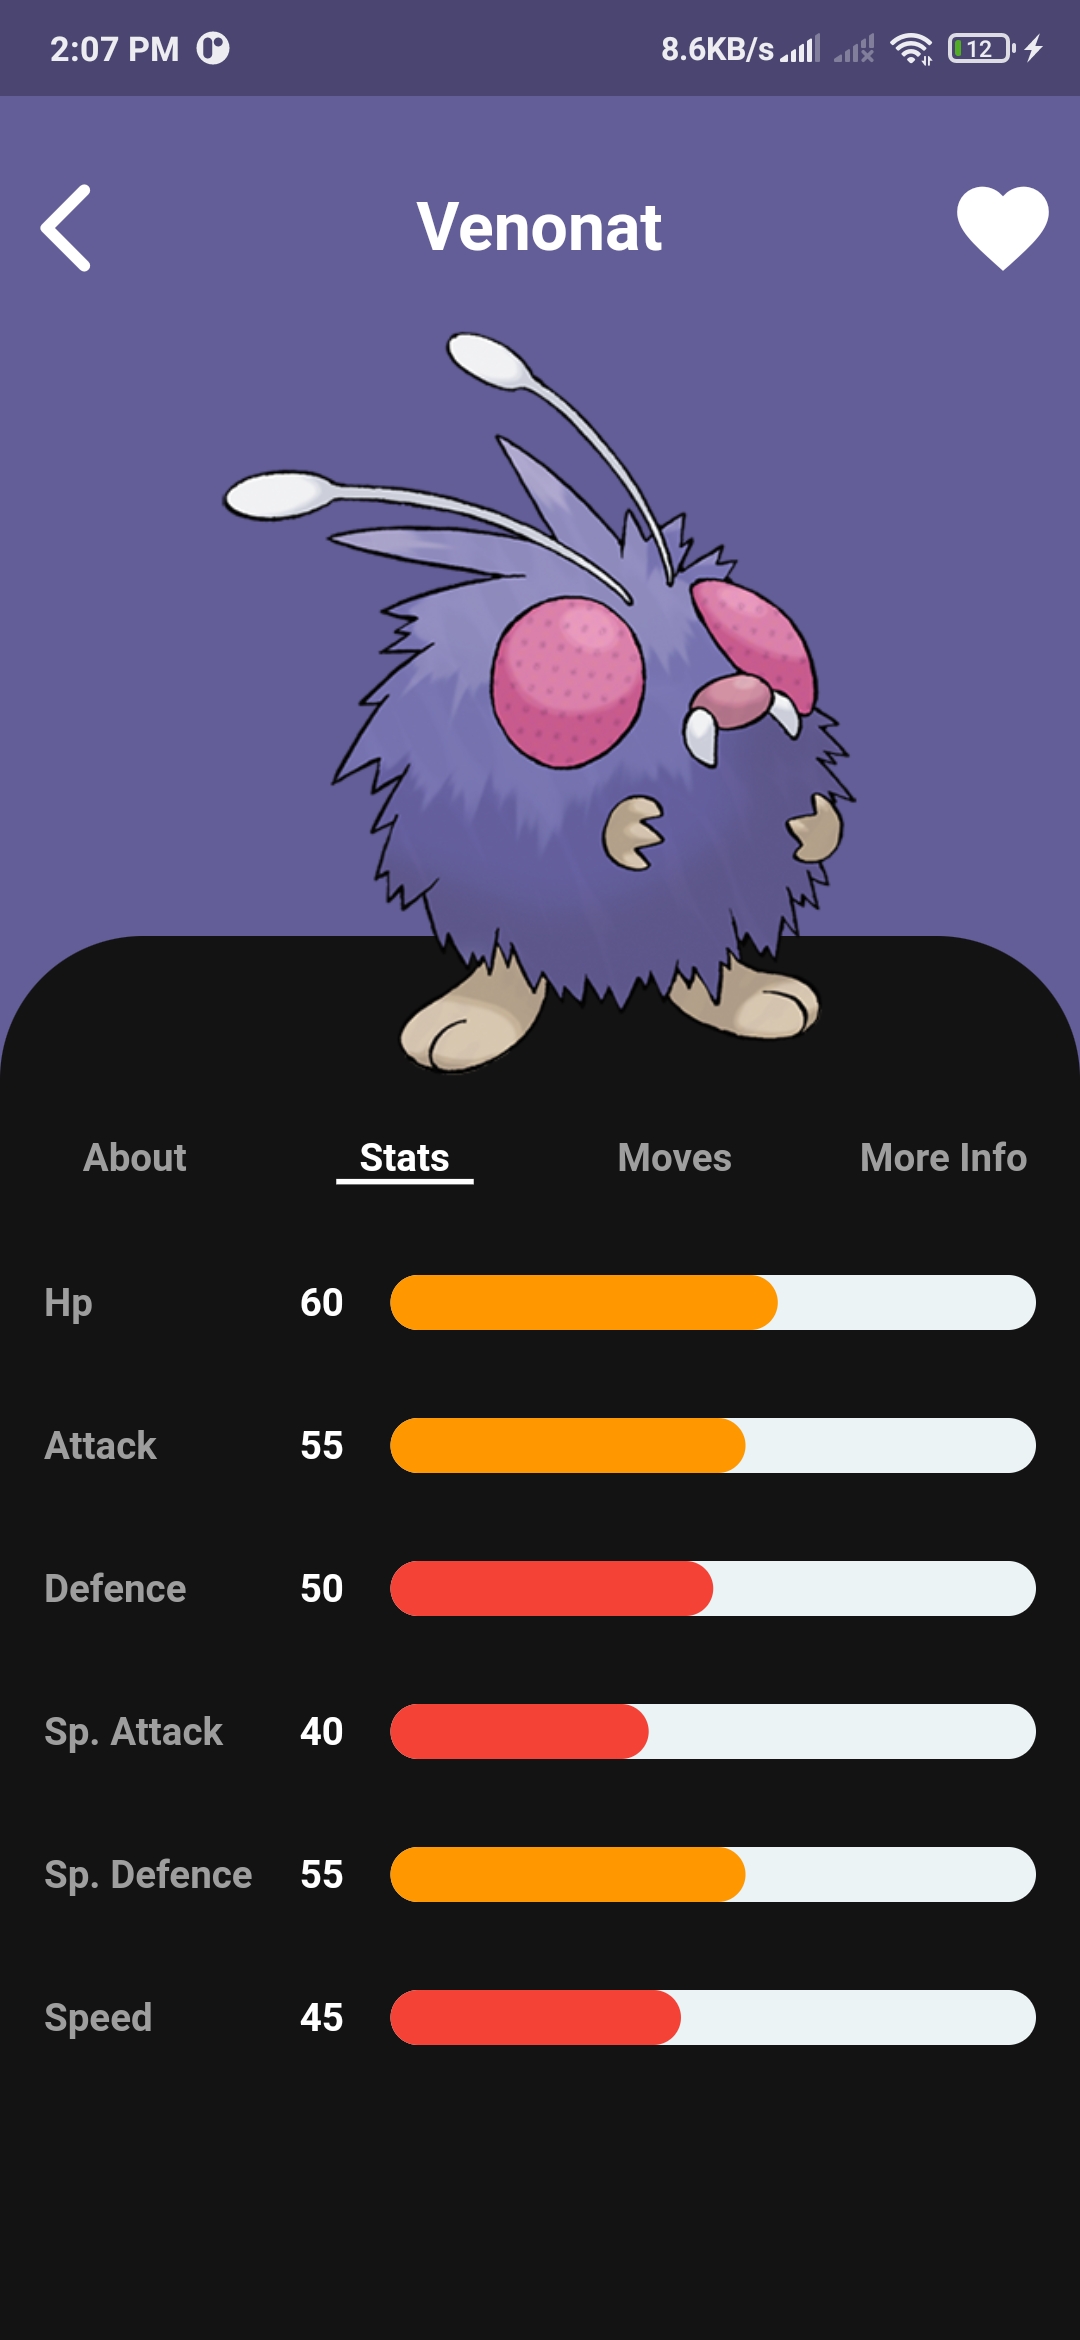 2:07 PM 8.6KB/s 12
Venonat
About Stats Moves More Info
Hp 60
Attack 55
Defence 50
Sp. Attack 40
Sp. Defence 55
Speed 45